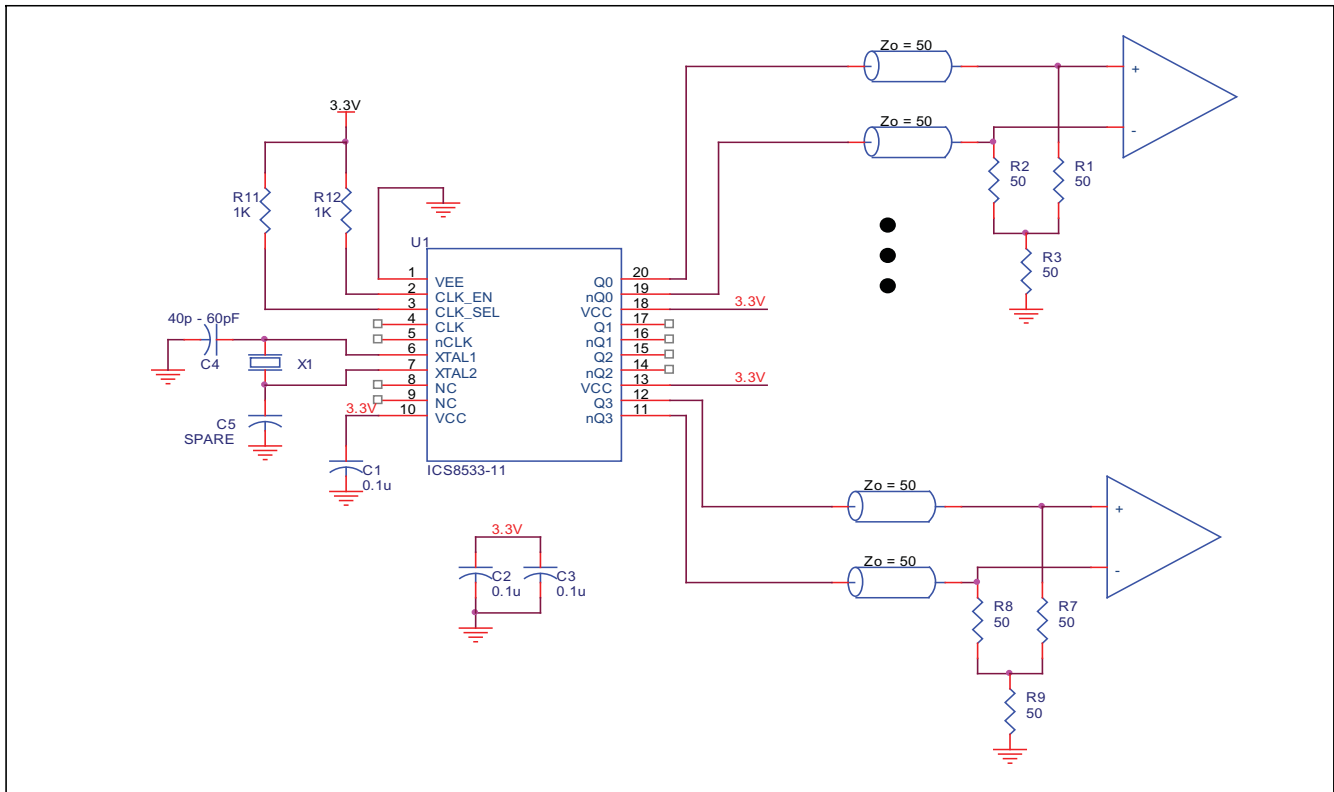 Zo = 50
+
-
Zo = 50
R2
50
R1
50
R3
50
3.3V
R11
1K
R12
1K
U1
1
VEE
2
CLK_EN
3
CLK_SEL
4
CLK
5
nCLK
6
XTAL1
7
XTAL2
8
NC
9
NC
10
VCC
20
Q0
19
nQ0
18
VCC
3.3V
17
Q1
16
nQ1
15
Q2
14
nQ2
13
VCC
3.3V
12
Q3
11
nQ3
ICS8533-11
40p - 60pF
C4
X1
C5
SPARE
3.3V
C1
0.1u
3.3V
C2
0.1u
C3
0.1u
Zo = 50
+
-
Zo = 50
R8
50
R7
50
R9
50